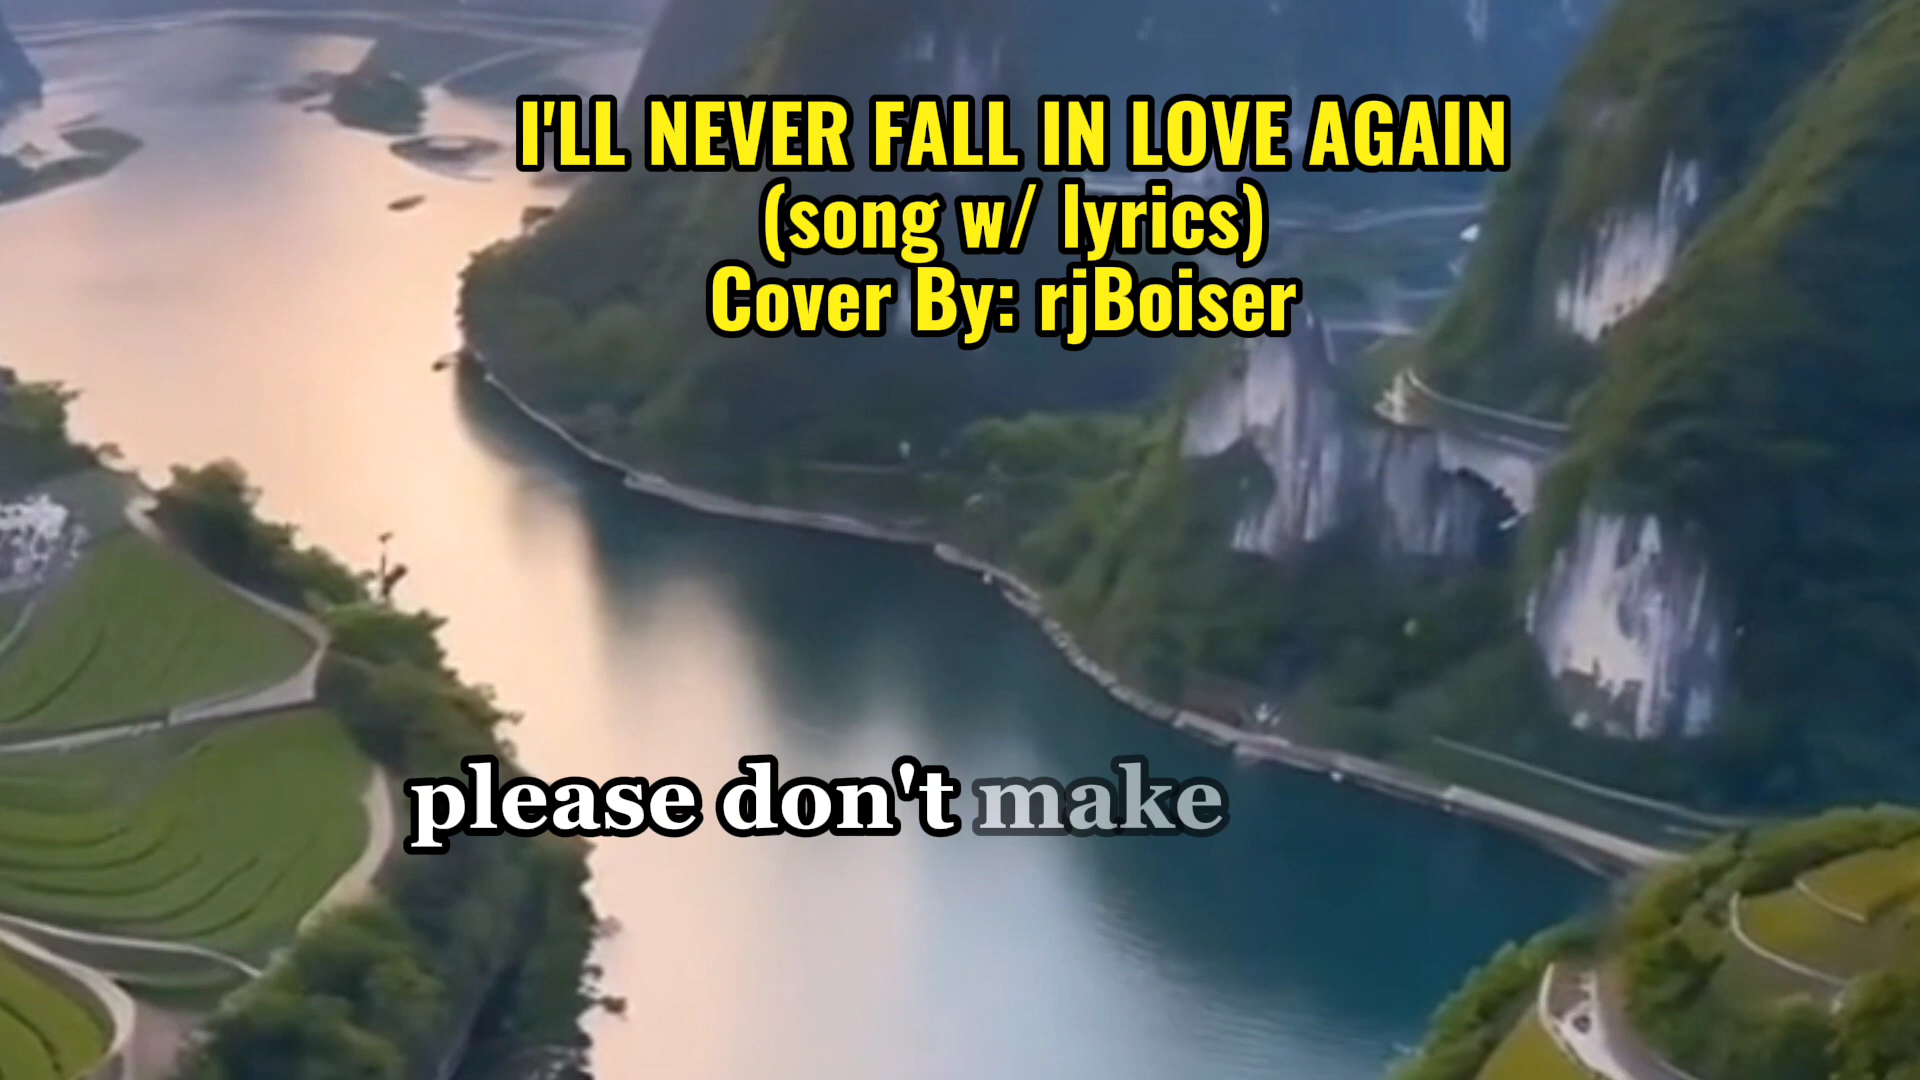 I'LL NEVER FALL IN LOVE AGAIN
(song w/ lyrics)
Cover By: rjBoiser
please don't make